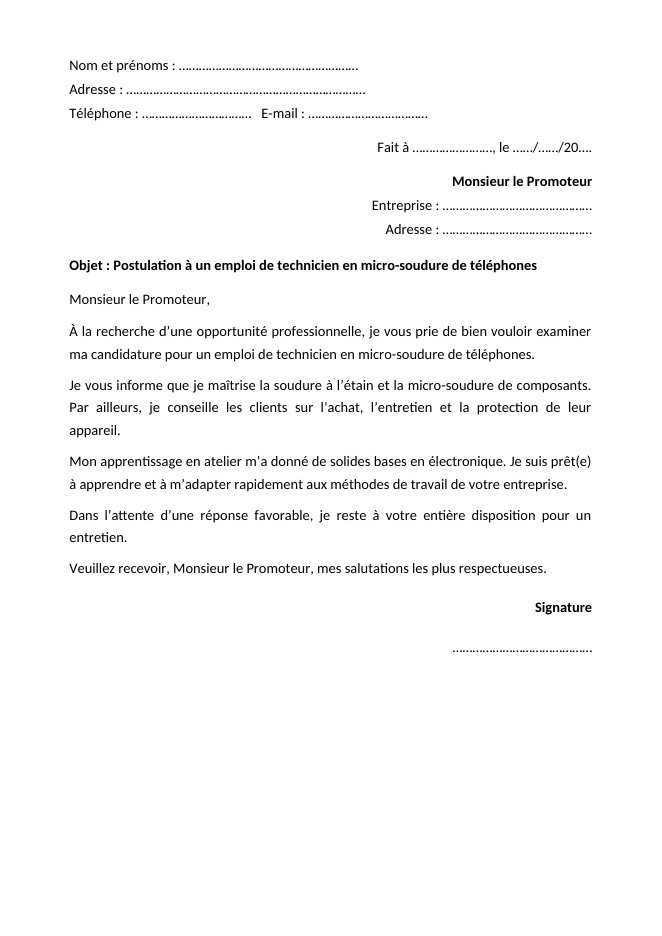 Nom et prénoms : ……………………………………………….
Adresse : ……………………………………………………………….
Téléphone : …………………………… E-mail : ………………………………
Fait à ……………………, le ……/……/20….
Monsieur le Promoteur
Entreprise : ………………………………………
Adresse : ………………………………………
Objet : Postulation à un emploi de technicien en micro-soudure de téléphones
Monsieur le Promoteur,
À la recherche d’une opportunité professionnelle, je vous prie de bien vouloir examiner
ma candidature pour un emploi de technicien en micro-soudure de téléphones.
Je vous informe que je maîtrise la soudure à l’étain et la micro-soudure de composants.
Par ailleurs, je conseille les clients sur l’achat, l’entretien et la protection de leur
appareil.
Mon apprentissage en atelier m’a donné de solides bases en électronique. Je suis prêt(e)
à apprendre et à m’adapter rapidement aux méthodes de travail de votre entreprise.
Dans l’attente d’une réponse favorable, je reste à votre entière disposition pour un
entretien.
Veuillez recevoir, Monsieur le Promoteur, mes salutations les plus respectueuses.
Signature
……………………………………